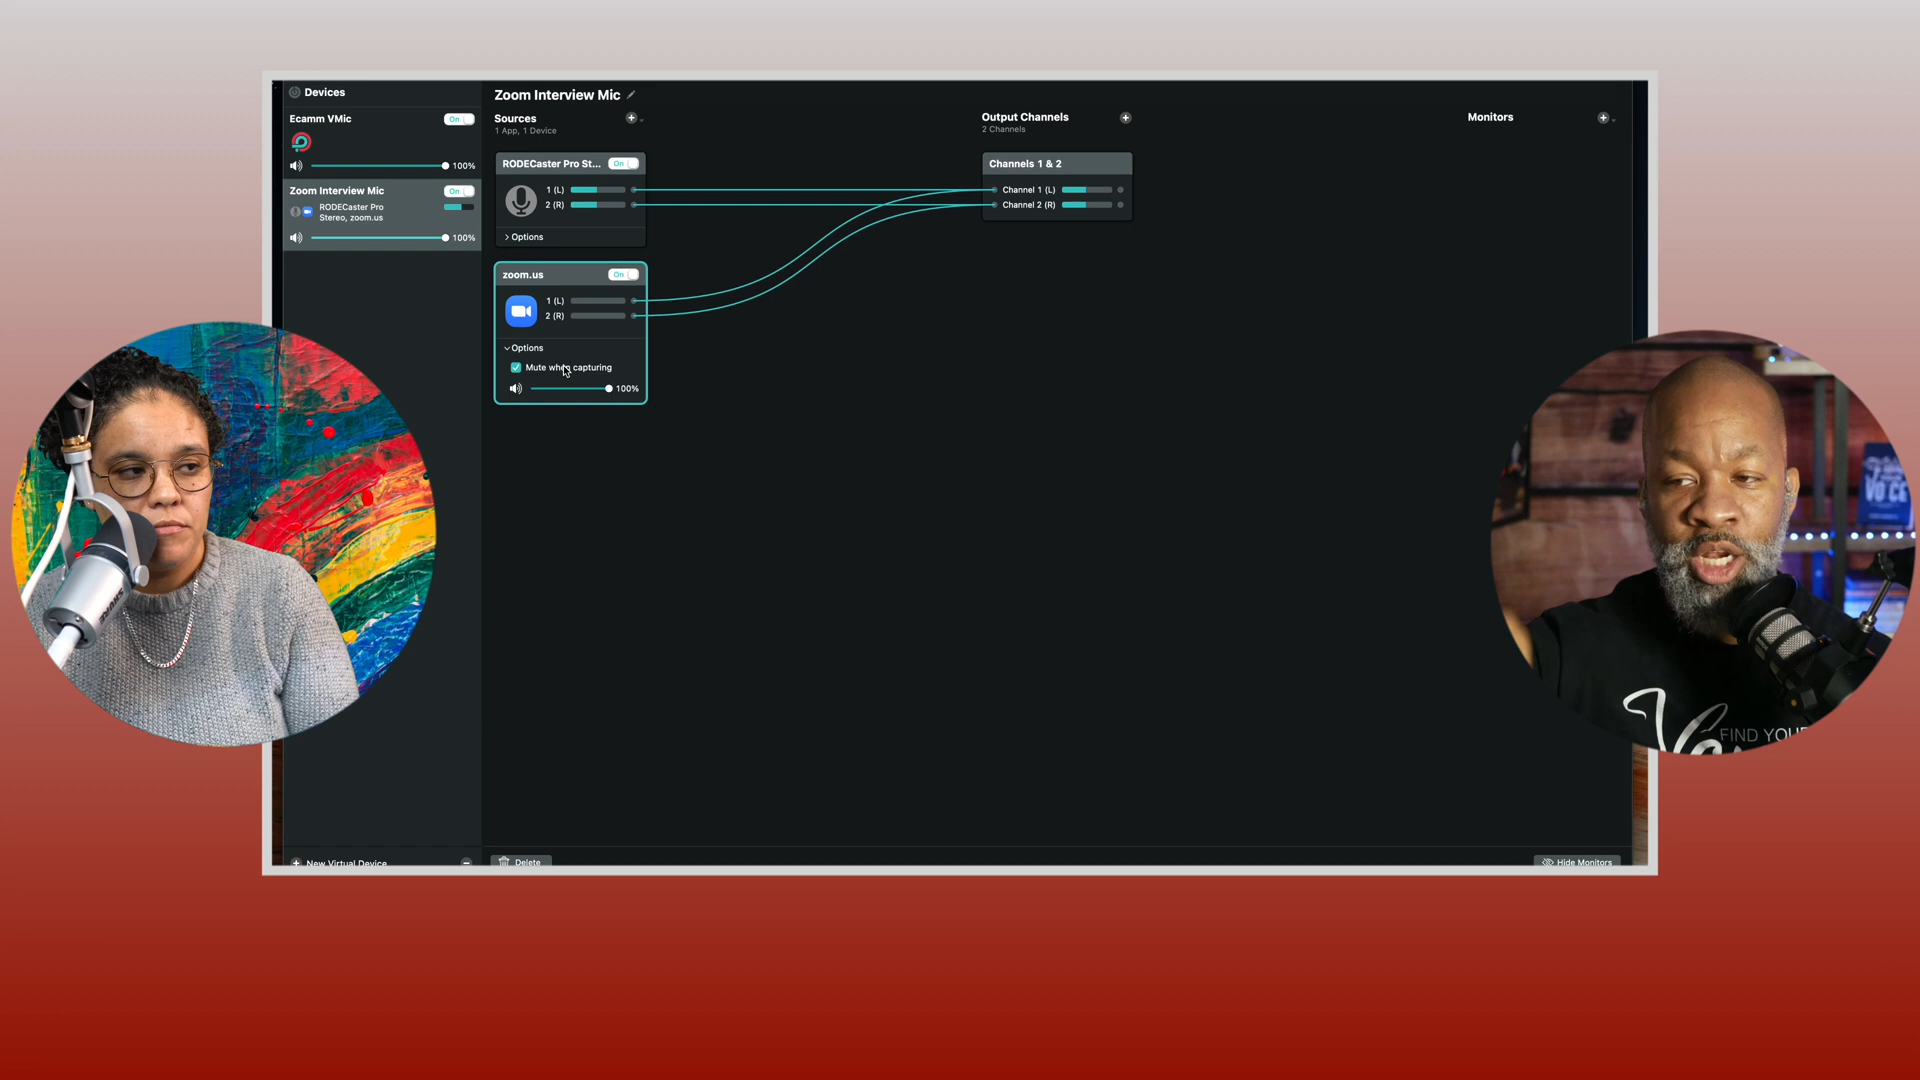 Devices
Ecamm VMic
On
100%
Zoom Interview Mic
On
RODECaster Pro
Stereo, zoom.us
100%
New Virtual Device
Zoom Interview Mic
Sources
1 App, 1 Device
RODECaster Pro St...
On
1 (L)
2 (R)
Options
zoom.us
On
1 (L)
2 (R)
Options
Mute when capturing
100%
Delete
Output Channels
2 Channels
Channels 1 & 2
Channel 1 (L)
Channel 2 (R)
Monitors
Hide Monitors
SHURE
VOICE
FIND YOUR